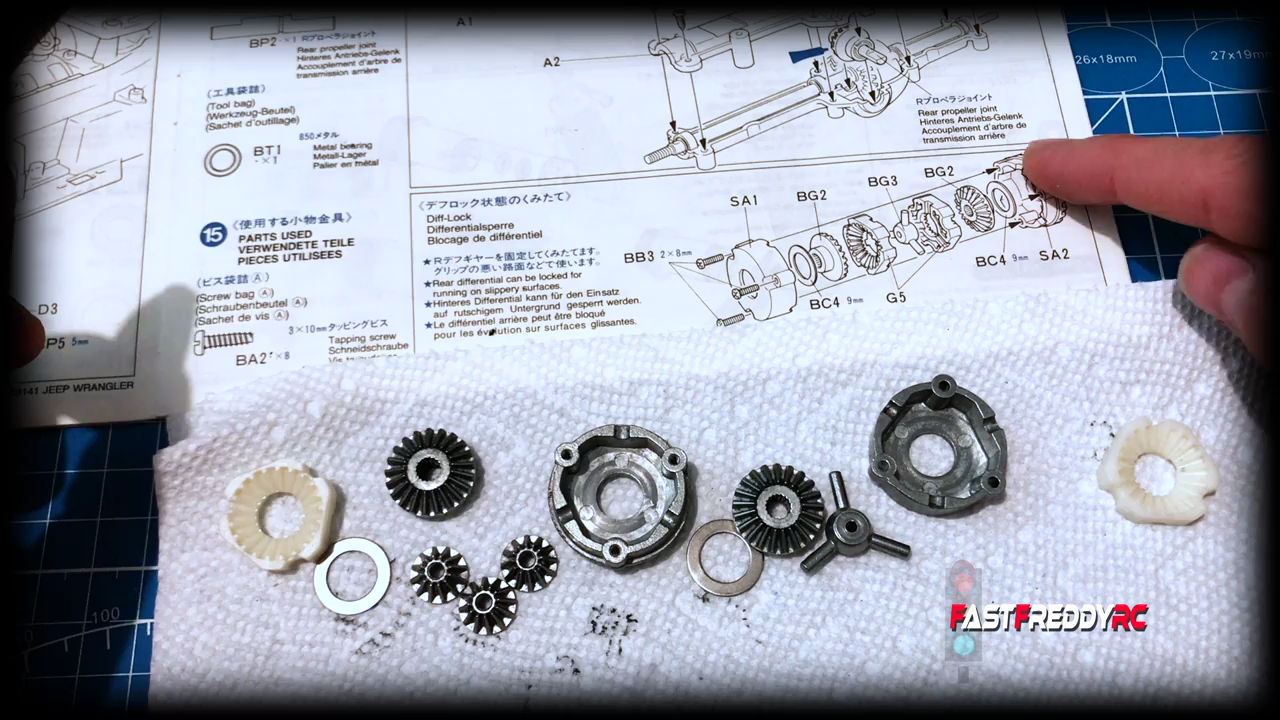 A1
BP2 ×1 Rプロペラジョイント
Rear propeller joint
Hinteres Antriebs-Gelenk
Accouplement d'arbre de
transmission arrière
(工具袋詰)
(Tool bag)
(Werkzeug-Beutel)
(Sachet d'outillage)
850メタル
BT1
×1
Metal bearing
Metall-Lager
Palier en métal
A2
Rプロペラジョイント
Rear propeller joint
Hinteres Antriebs-Gelenk
Accouplement d'arbre de
transmission arrière
26x18mm
27x19mm
15 《使用する小物金具》
PARTS USED
VERWENDETE TEILE
PIECES UTILISEES
(ビス袋詰Ⓐ)
(Screw bag Ⓐ)
(Schraubenbeutel Ⓐ)
(Sachet de vis Ⓐ)
3×10mmタッピングビス
BA2 ×8
Tapping screw
Schneidschraube
《デフロック状態のくみたて》
Diff-Lock
Differentialsperre
Blocage de différentiel
★Rデフギヤーを固定してくみたてます。
グリップの悪い路面などで使います。
★Rear differential can be locked for
running on slippery surfaces.
★Hinteres Differential kann für den Einsatz
auf rutschigem Untergrund gesperrt werden.
★Le différentiel arrière peut être bloqué
pour les évolution sur surfaces glissantes.
BB3 2×8mm
SA1
BG2
BG3
BG2
BC4 9mm
G5
BC4 9mm
SA2
D3
P5 5mm
JEEP WRANGLER
100
FASTFREDDYRC